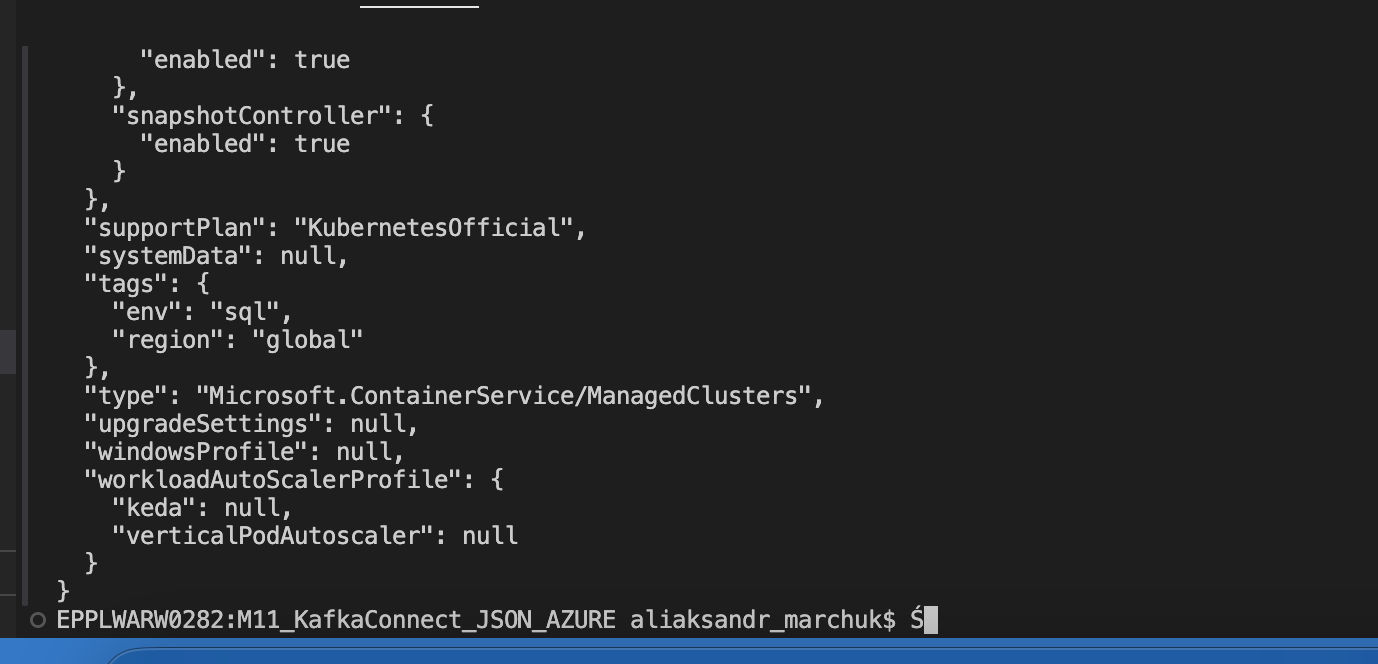 "enabled": true
},
"snapshotController": {
"enabled": true
}
},
"supportPlan": "KubernetesOfficial",
"systemData": null,
"tags": {
"env": "sql",
"region": "global"
},
"type": "Microsoft.ContainerService/ManagedClusters",
"upgradeSettings": null,
"windowsProfile": null,
"workloadAutoScalerProfile": {
"keda": null,
"verticalPodAutoscaler": null
}
}
EPPLWARW0282:M11_KafkaConnect_JSON_AZURE aliaksandr_marchuk$ Ś